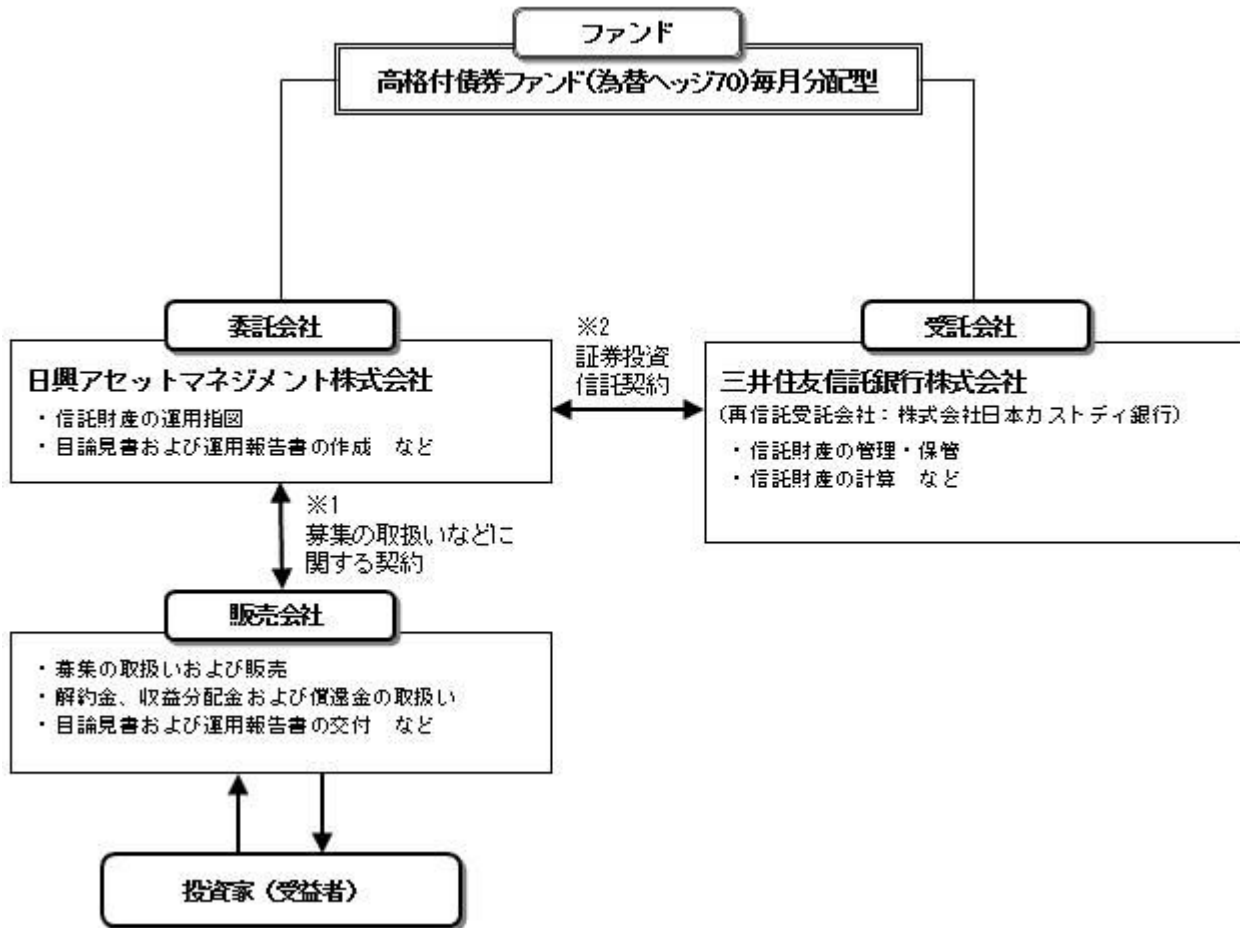 ファンド
高格付債券ファンド(為替ヘッジ70)毎月分配型
委託会社
日興アセットマネジメント株式会社
・信託財産の運用指図
・目論見書および運用報告書の作成　など
※2
証券投資
信託契約
受託会社
三井住友信託銀行株式会社
(再信託受託会社：株式会社日本カストディ銀行)
・信託財産の管理・保管
・信託財産の計算　など
※1
募集の取扱いなどに
関する契約
販売会社
・募集の取扱いおよび販売
・解約金、収益分配金および償還金の取扱い
・目論見書および運用報告書の交付　など
投資家（受益者）